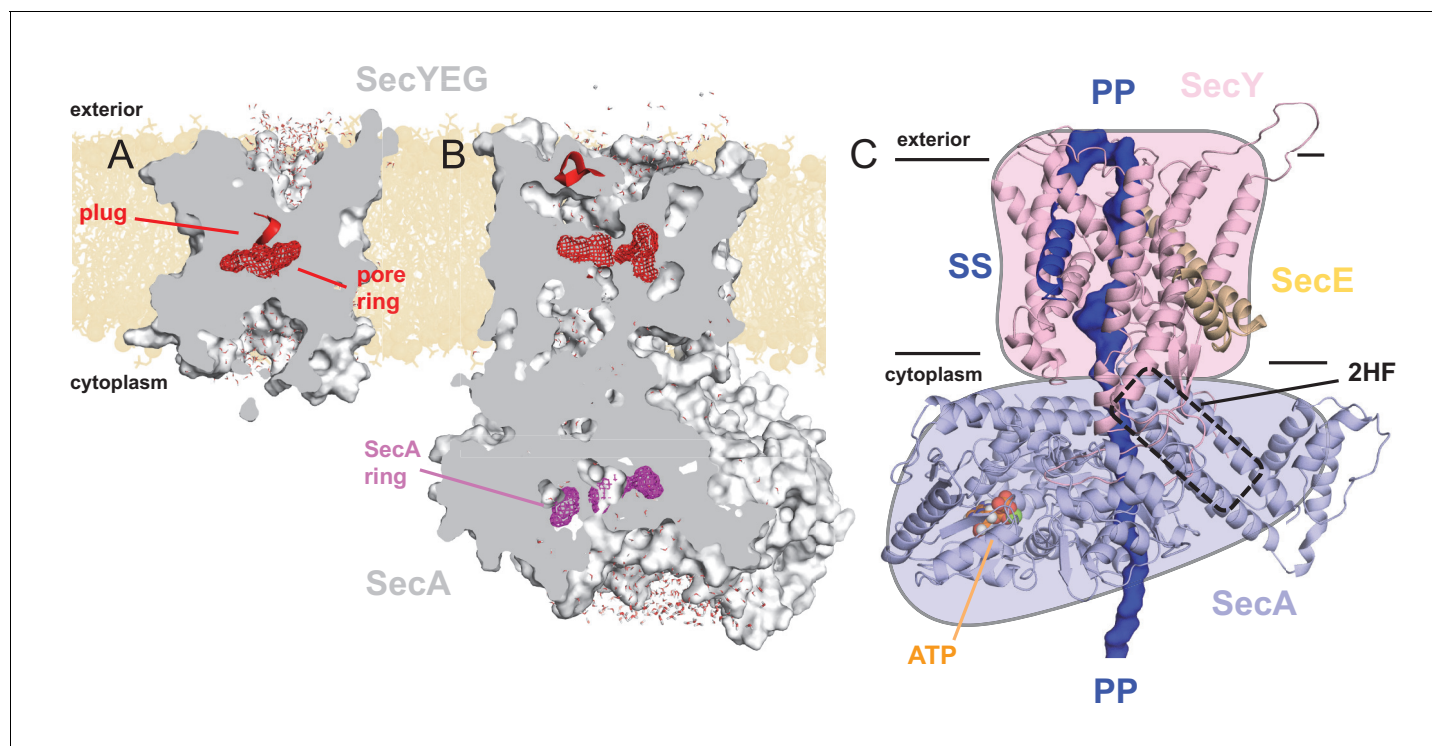 SecYEG
exterior
A
plug
pore
ring
cytoplasm
B
SecA
ring
SecA
C
PP
SecY
exterior
SS
SecE
cytoplasm
2HF
SecA
ATP
PP